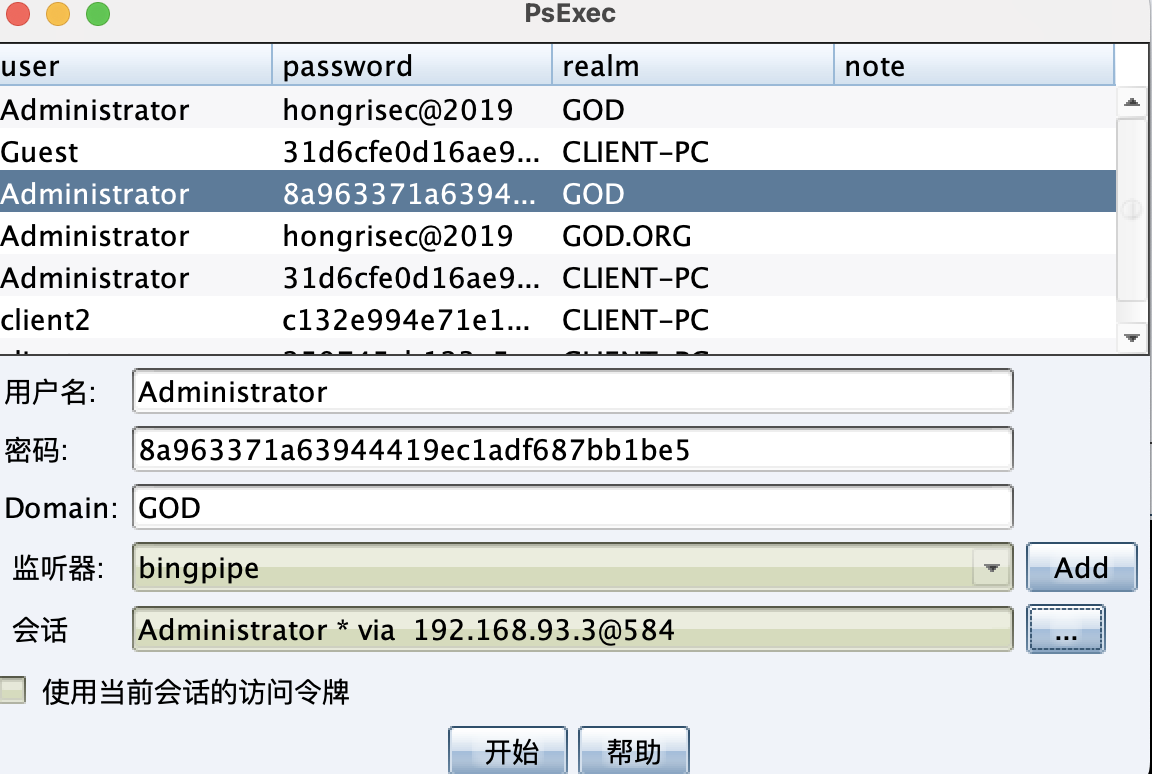 PsExec
user password realm note
Administrator hongrisec@2019 GOD
Guest 31d6cfe0d16ae9... CLIENT-PC
Administrator 8a963371a6394... GOD
Administrator hongrisec@2019 GOD.ORG
Administrator 31d6cfe0d16ae9... CLIENT-PC
client2 c132e994e71e1... CLIENT-PC
用户名: Administrator
密码: 8a963371a63944419ec1adf687bb1be5
Domain: GOD
监听器: bingpipe Add
会话 Administrator * via 192.168.93.3@584 ...
使用当前会话的访问令牌
开始 帮助